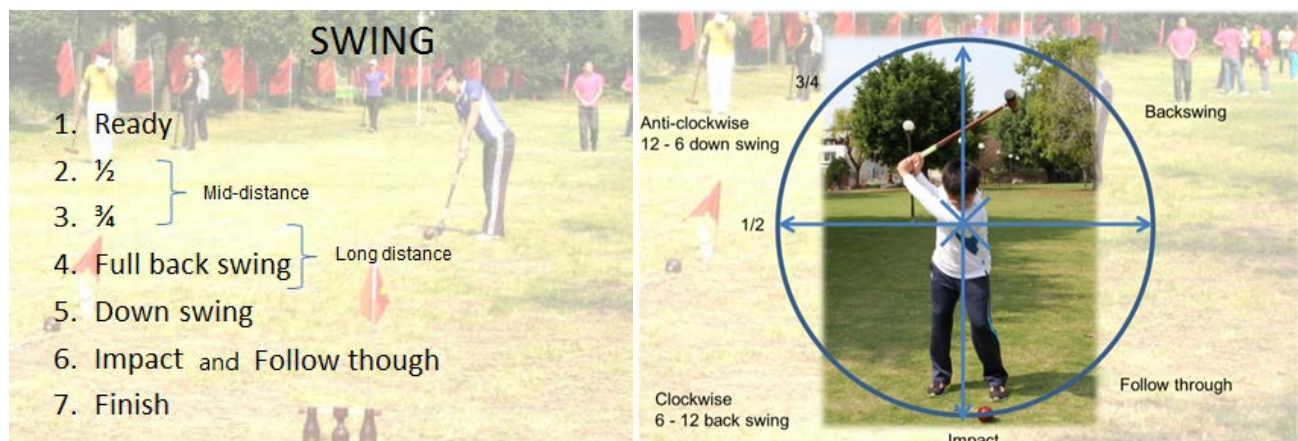 SWING
1. Ready
2. ½
3. ¾
Mid-distance
4. Full back swing
Long distance
5. Down swing
6. Impact and Follow though
7. Finish
3/4
Anti-clockwise
12 - 6 down swing
Backswing
1/2
Clockwise
6 - 12 back swing
Follow through
Impact